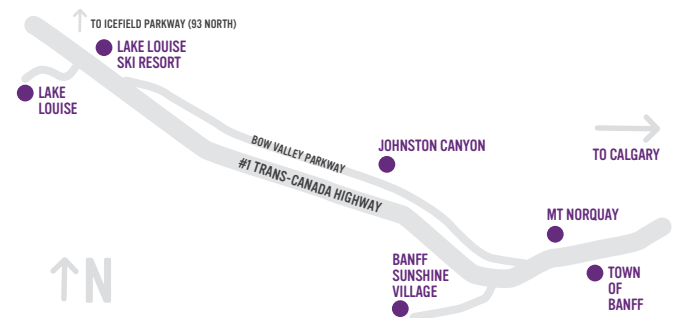 TO ICEFIELD PARKWAY (93 NORTH)
LAKE LOUISE
SKI RESORT
LAKE
LOUISE
BOW VALLEY PARKWAY
#1 TRANS-CANADA HIGHWAY
JOHNSTON CANYON
TO CALGARY
MT NORQUAY
BANFF
SUNSHINE
VILLAGE
TOWN
OF
BANFF
N